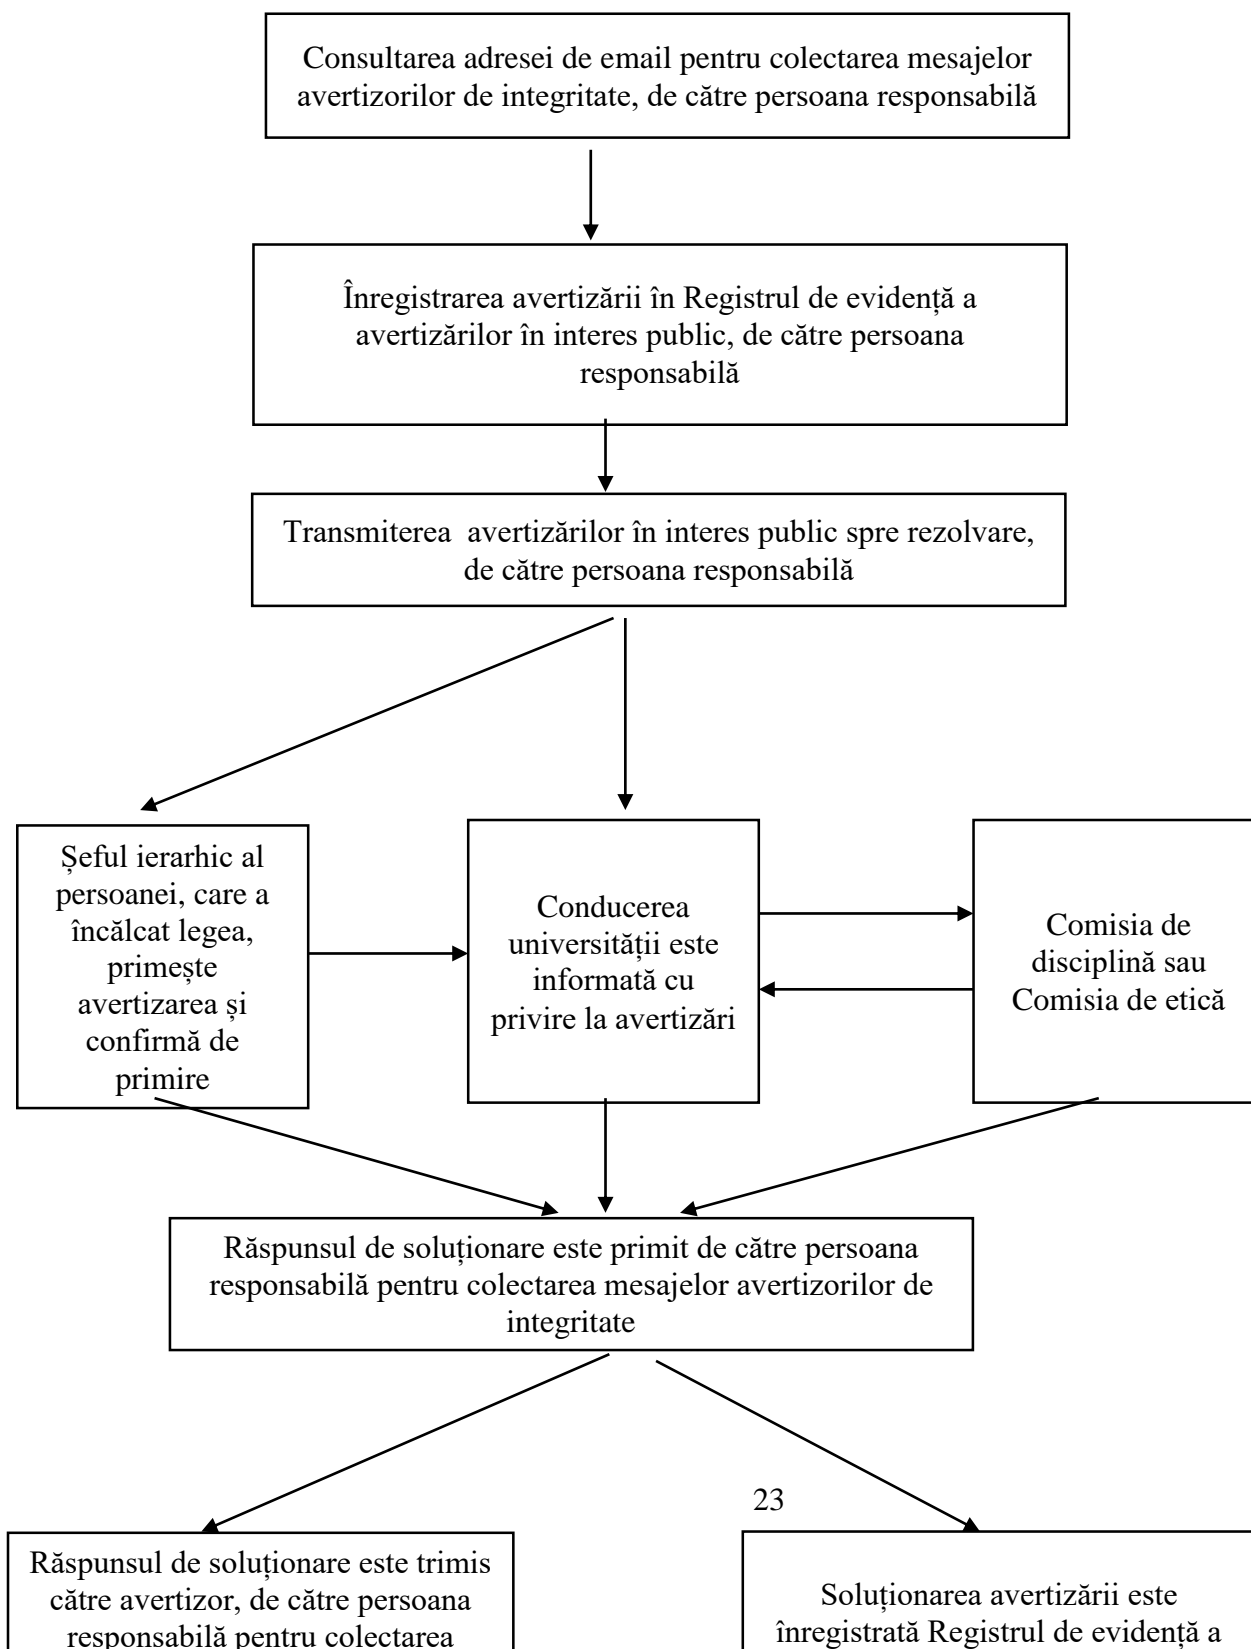 Consultarea adresei de email pentru colectarea mesajelor
avertizorilor de integritate, de către persoana responsabilă
Înregistrarea avertizării în Registrul de evidență a
avertizărilor în interes public, de către persoana
responsabilă
Transmiterea avertizărilor în interes public spre rezolvare,
de către persoana responsabilă
Șeful ierarhic al
persoanei, care a
încălcat legea,
primește
avertizarea și
confirmă de
primire
Conducerea
universității este
informată cu
privire la avertizări
Comisia de
disciplină sau
Comisia de etică
Răspunsul de soluționare este primit de către persoana
responsabilă pentru colectarea mesajelor avertizorilor de
integritate
23
Răspunsul de soluționare este trimis
către avertizor, de către persoana
responsabilă pentru colectarea
Soluționarea avertizării este
înregistrată Registrul de evidență a